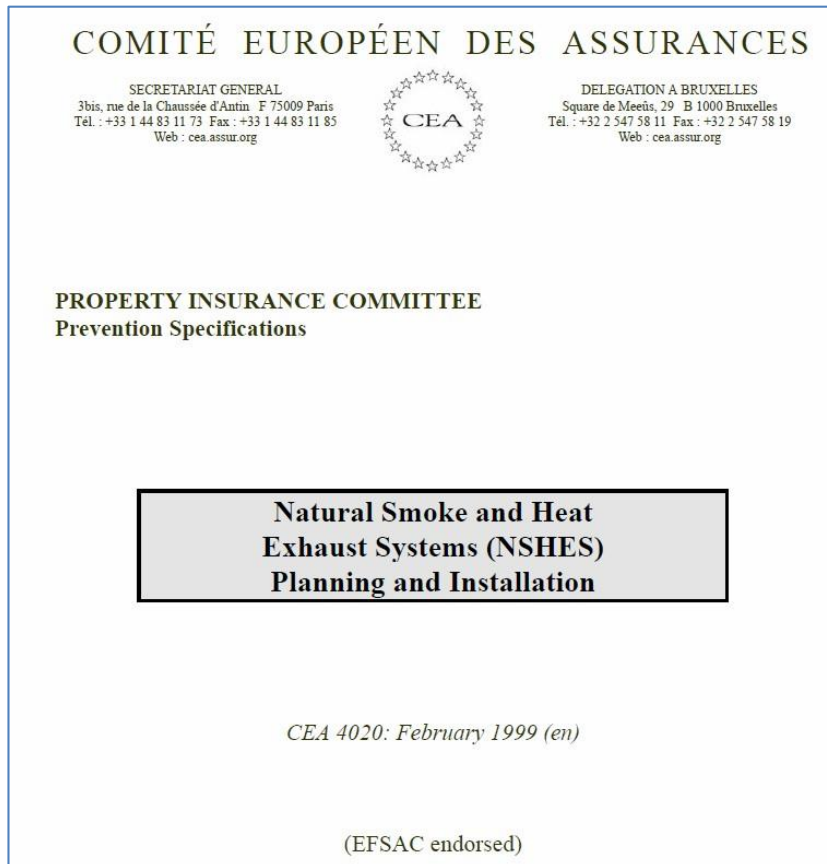 COMITÉ EUROPÉEN DES ASSURANCES
SECRETARIAT GENERAL
3bis, rue de la Chaussée d'Antin F 75009 Paris
Tél. : +33 1 44 83 11 73 Fax : +33 1 44 83 11 85
Web : cea.assur.org
CEA
DELEGATION A BRUXELLES
Square de Meeûs, 29 B 1000 Bruxelles
Tél. : +32 2 547 58 11 Fax : +32 2 547 58 19
Web : cea.assur.org
PROPERTY INSURANCE COMMITTEE
Prevention Specifications
Natural Smoke and Heat
Exhaust Systems (NSHES)
Planning and Installation
CEA 4020: February 1999 (en)
(EFSAC endorsed)